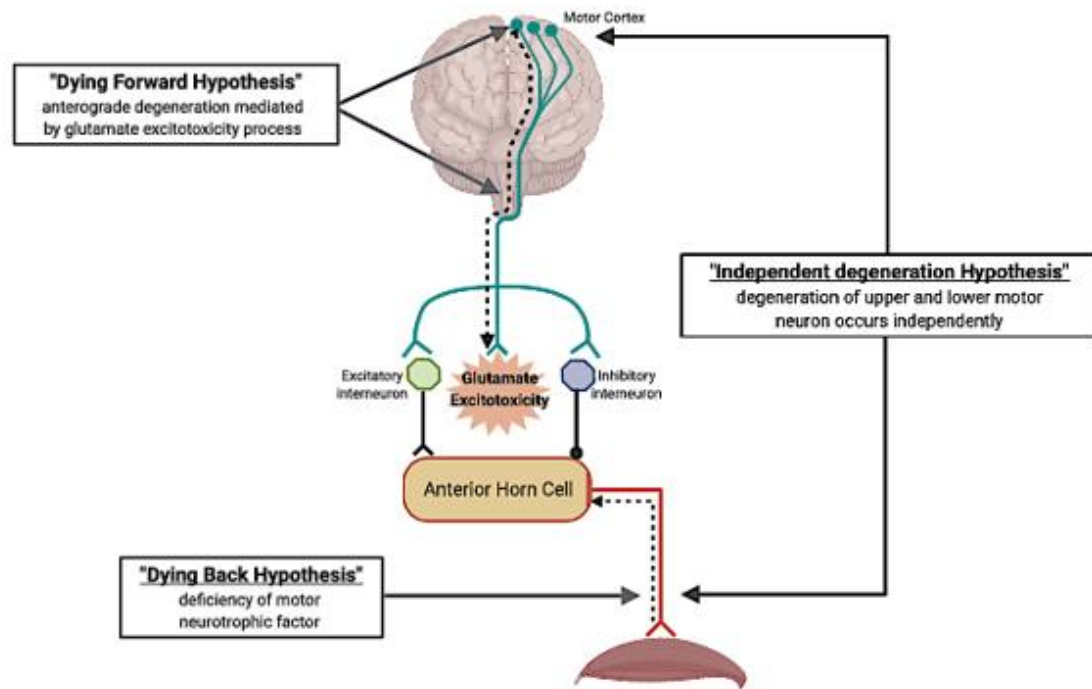 Motor Cortex
"Dying Forward Hypothesis"
anterograde degeneration mediated
by glutamate excitotoxicity process
"Independent degeneration Hypothesis"
degeneration of upper and lower motor
neuron occurs independently
Excitatory
interneuron
Glutamate
Excitotoxicity
Inhibitory
interneuron
Anterior Horn Cell
"Dying Back Hypothesis"
deficiency of motor
neurotrophic factor